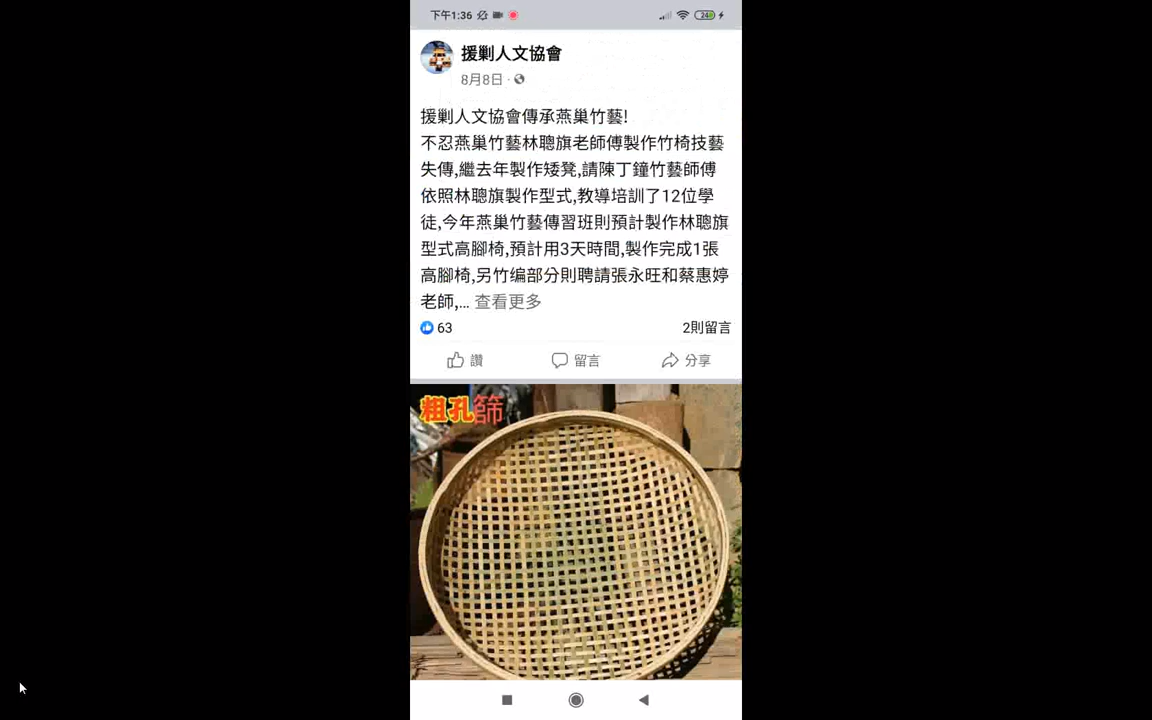 下午1:36
24
援剿人文協會
8月8日
援剿人文協會傳承燕巢竹藝!
不忍燕巢竹藝林聰旗老師傅製作竹椅技藝
失傳,繼去年製作矮凳,請陳丁鐘竹藝師傅
依照林聰旗製作型式,教導培訓了12位學
徒,今年燕巢竹藝傳習班則預計製作林聰旗
型式高腳椅,預計用3天時間,製作完成1張
高腳椅,另竹编部分則聘請張永旺和蔡惠婷
老師,... 查看更多
63 2則留言
讚 留言 分享
粗孔篩